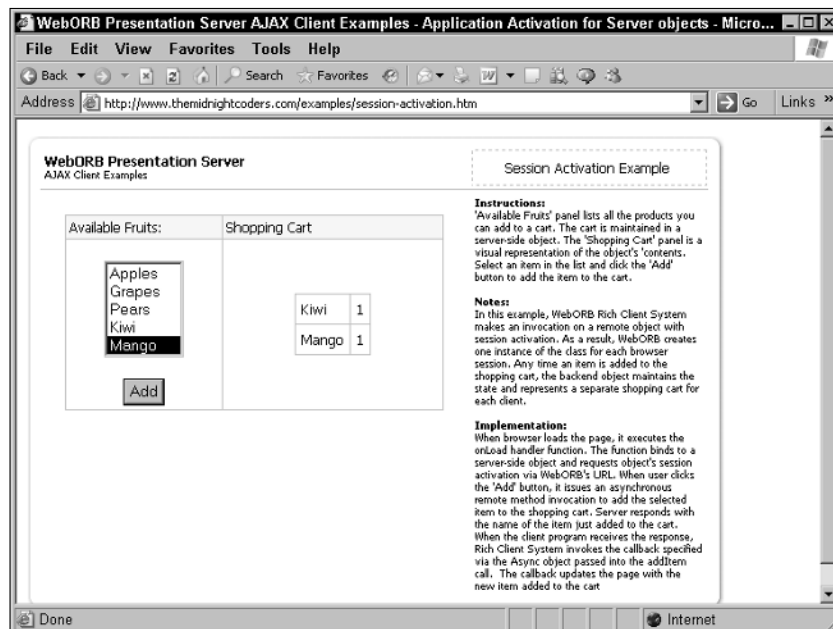 WebORB Presentation Server AJAX Client Examples - Application Activation for Server objects - Micro...
File Edit View Favorites Tools Help
Back Search Favorites
Address http://www.themidnightcoders.com/examples/session-activation.htm Go Links »
WebORB Presentation Server
AJAX Client Examples
Session Activation Example
Available Fruits: Shopping Cart
Apples
Grapes
Pears
Kiwi
Mango
Add
Kiwi 1
Mango 1
Instructions:
'Available Fruits' panel lists all the products you
can add to a cart. The cart is maintained in a
server-side object. The 'Shopping Cart' panel is a
visual representation of the object's 'contents.
Select an item in the list and click the 'Add'
button to add the item to the cart.
Notes:
In this example, WebORB Rich Client System
makes an invocation on a remote object with
session activation. As a result, WebORB creates
one instance of the class for each browser
session. Any time an item is added to the
shopping cart, the backend object maintains the
state and represents a separate shopping cart for
each client.
Implementation:
When browser loads the page, it executes the
onLoad handler function. The function binds to a
server-side object and requests object's session
activation via WebORB's URL. When user clicks
the 'Add' button, it issues an asynchronous
remote method invocation to add the selected
item to the shopping cart. Server responds with
the name of the item just added to the cart.
When the client program receives the response,
Rich Client System invokes the callback specified
via the Async object passed into the addItem
call. The callback updates the page with the
new item added to the cart
Done Internet